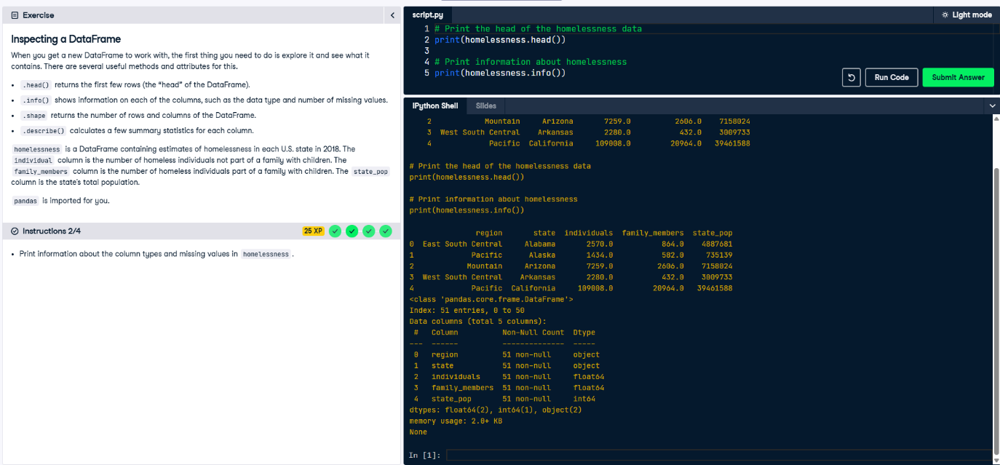 Exercise
Inspecting a DataFrame
When you get a new DataFrame to work with, the first thing you need to do is explore it and see what it
contains. There are several useful methods and attributes for this.
• .head() returns the first few rows (the “head” of the DataFrame).
• .info() shows information on each of the columns, such as the data type and number of missing values.
• .shape returns the number of rows and columns of the DataFrame.
• .describe() calculates a few summary statistics for each column.
homelessness is a DataFrame containing estimates of homelessness in each U.S. state in 2018. The
individual column is the number of homeless individuals not part of a family with children. The
family_members column is the number of homeless individuals part of a family with children. The state_pop
column is the state's total population.
pandas is imported for you.
Instructions 2/4 25 XP
• Print information about the column types and missing values in homelessness .
script.py Light mode
1 # Print the head of the homelessness data
2 print(homelessness.head())
3
4 # Print information about homelessness
5 print(homelessness.info())
Run Code Submit Answer
IPython Shell Slides
2 Mountain Arizona 7259.0 2606.0 7158024
3 West South Central Arkansas 2280.0 432.0 3009733
4 Pacific California 109008.0 20964.0 39461588
# Print the head of the homelessness data
print(homelessness.head())
# Print information about homelessness
print(homelessness.info())
region state individuals family_members state_pop
0 East South Central Alabama 2570.0 864.0 4887681
1 Pacific Alaska 1434.0 582.0 735139
2 Mountain Arizona 7259.0 2606.0 7158024
3 West South Central Arkansas 2280.0 432.0 3009733
4 Pacific California 109008.0 20964.0 39461588
<class 'pandas.core.frame.DataFrame'>
Index: 51 entries, 0 to 50
Data columns (total 5 columns):
# Column Non-Null Count Dtype
--- ------ -------------- -----
0 region 51 non-null object
1 state 51 non-null object
2 individuals 51 non-null float64
3 family_members 51 non-null float64
4 state_pop 51 non-null int64
dtypes: float64(2), int64(1), object(2)
memory usage: 2.0+ KB
None
In [1]: